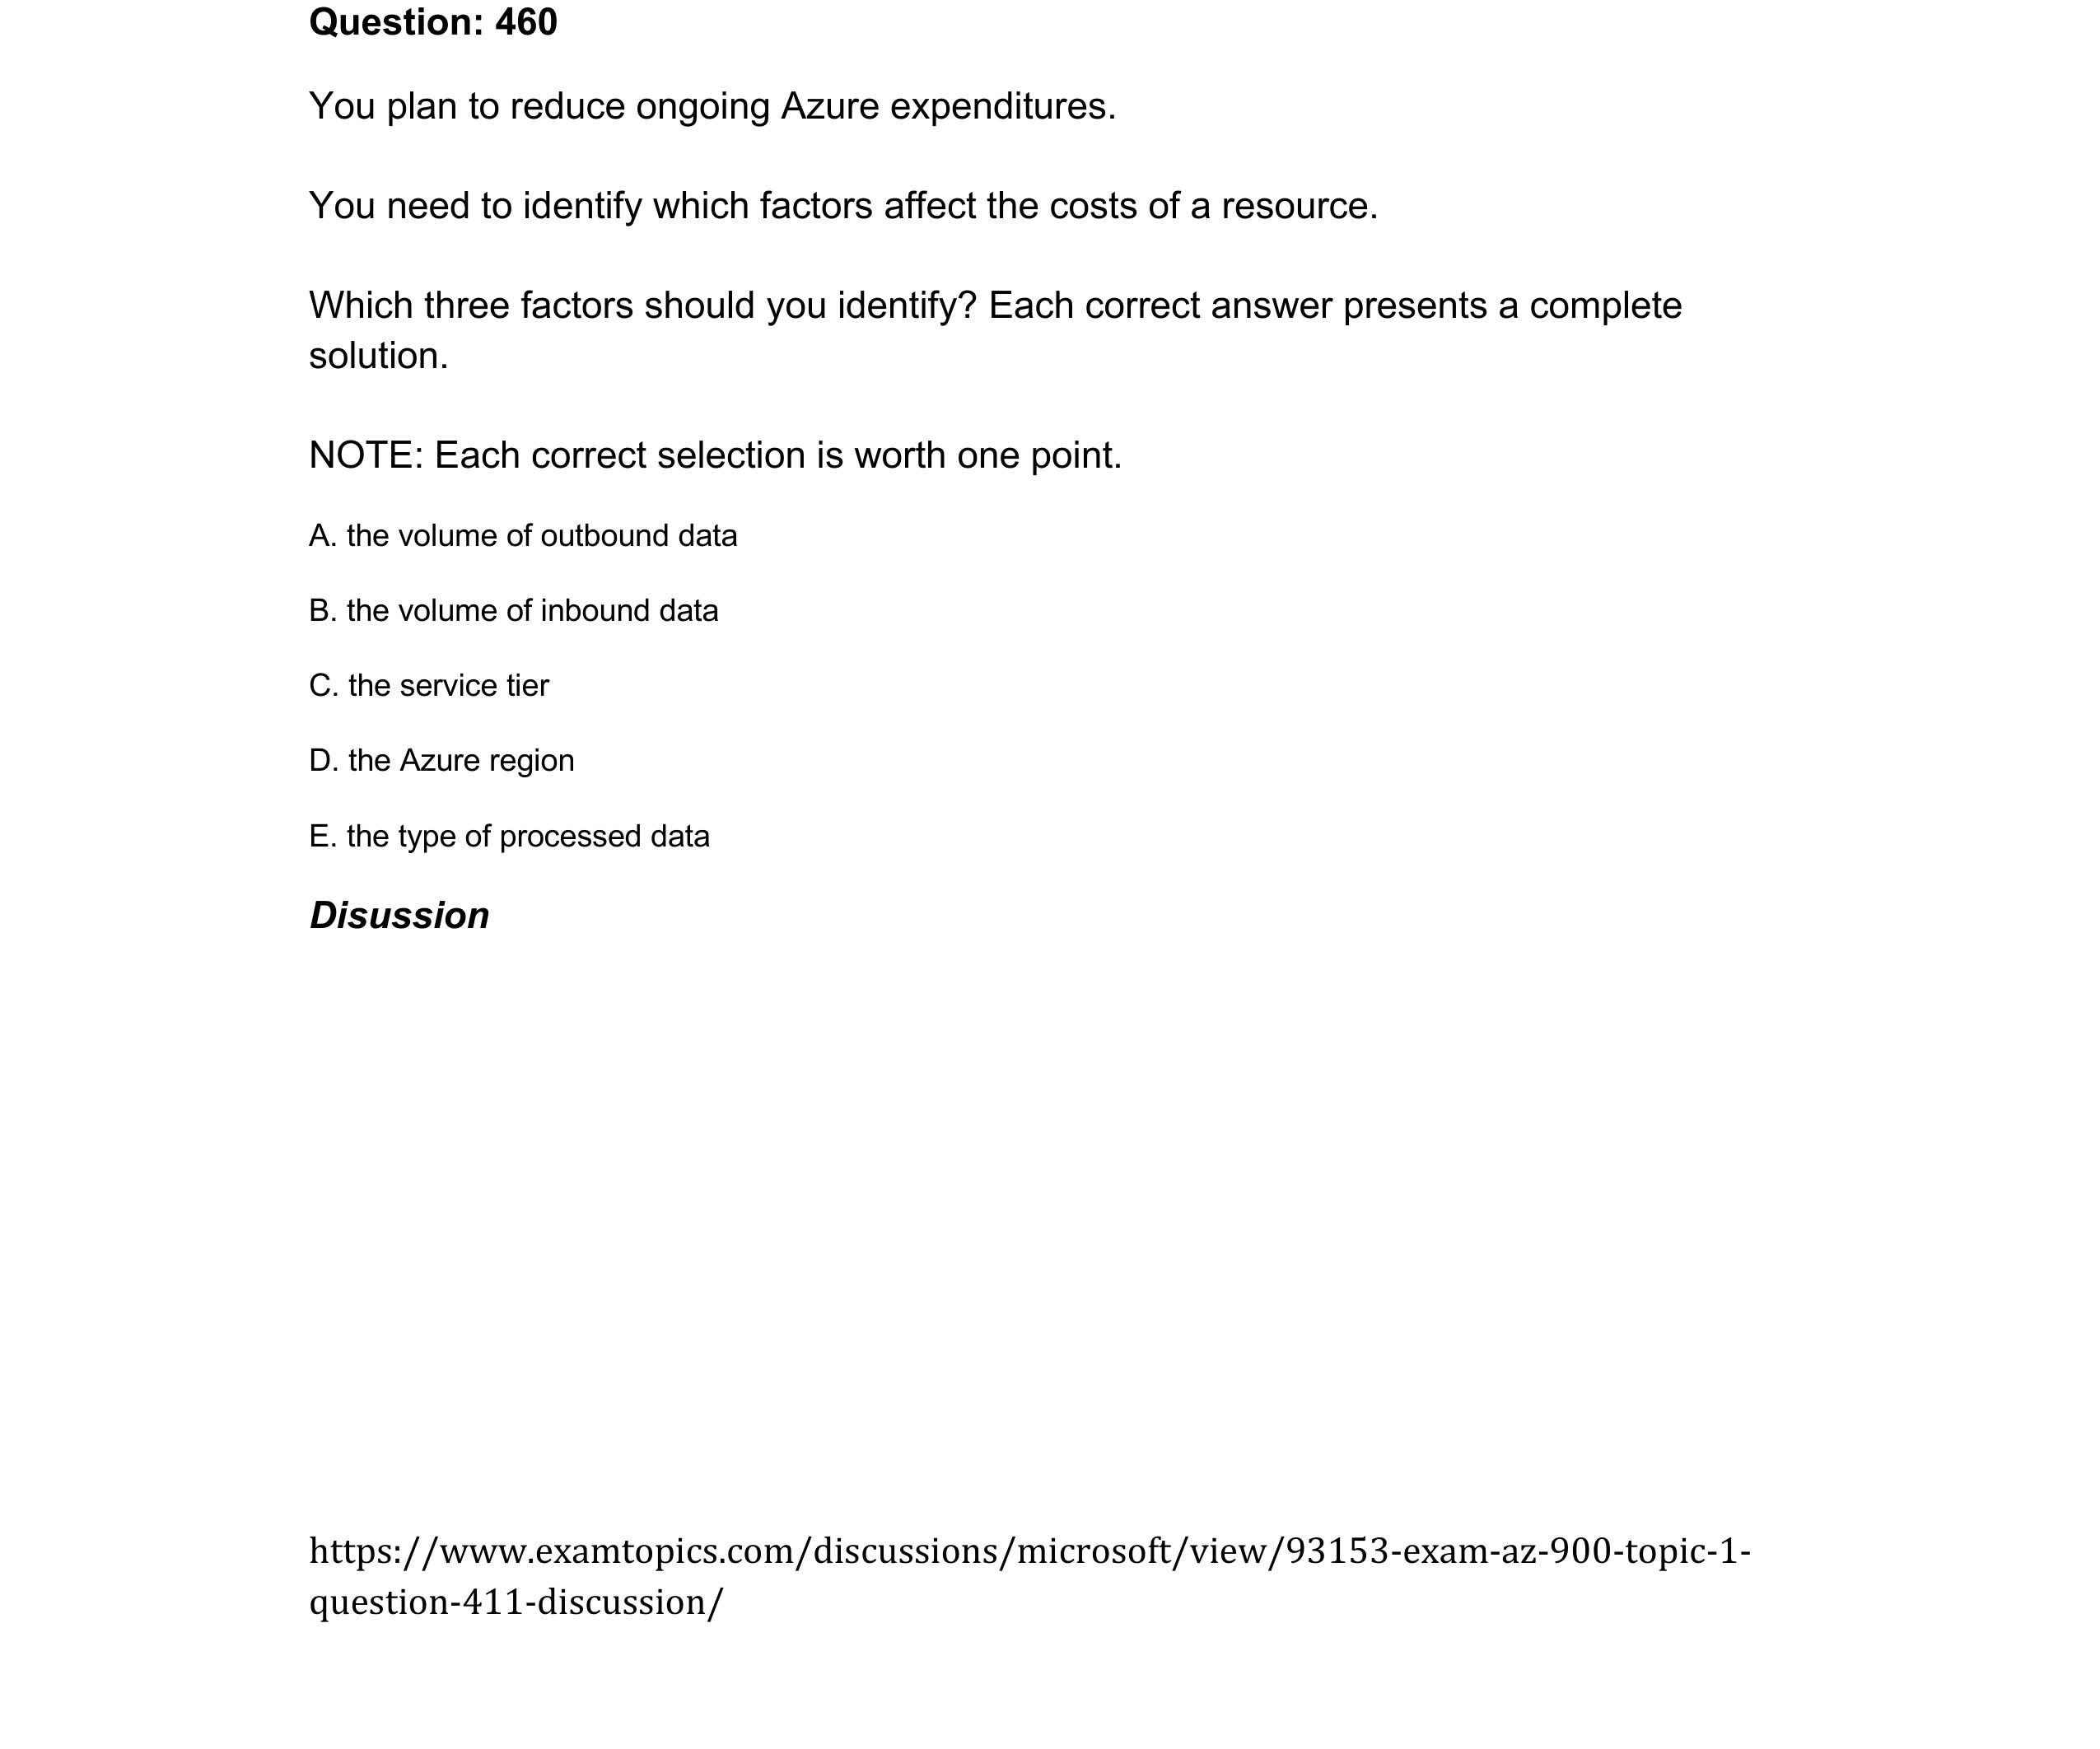 Question: 460
You plan to reduce ongoing Azure expenditures.
You need to identify which factors affect the costs of a resource.
Which three factors should you identify? Each correct answer presents a complete
solution.
NOTE: Each correct selection is worth one point.
A. the volume of outbound data
B. the volume of inbound data
C. the service tier
D. the Azure region
E. the type of processed data
Disussion
https://www.examtopics.com/discussions/microsoft/view/93153-exam-az-900-topic-1-
question-411-discussion/